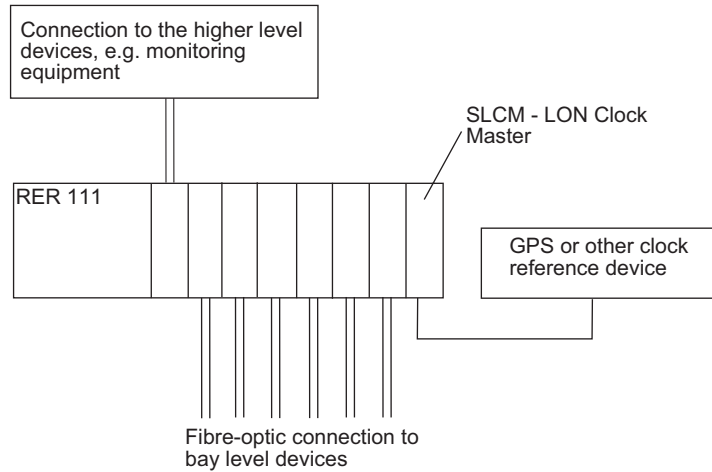 Connection to the higher level
devices, e.g. monitoring
equipment
SLCM - LON Clock
Master
RER 111
GPS or other clock
reference device
Fibre-optic connection to
bay level devices